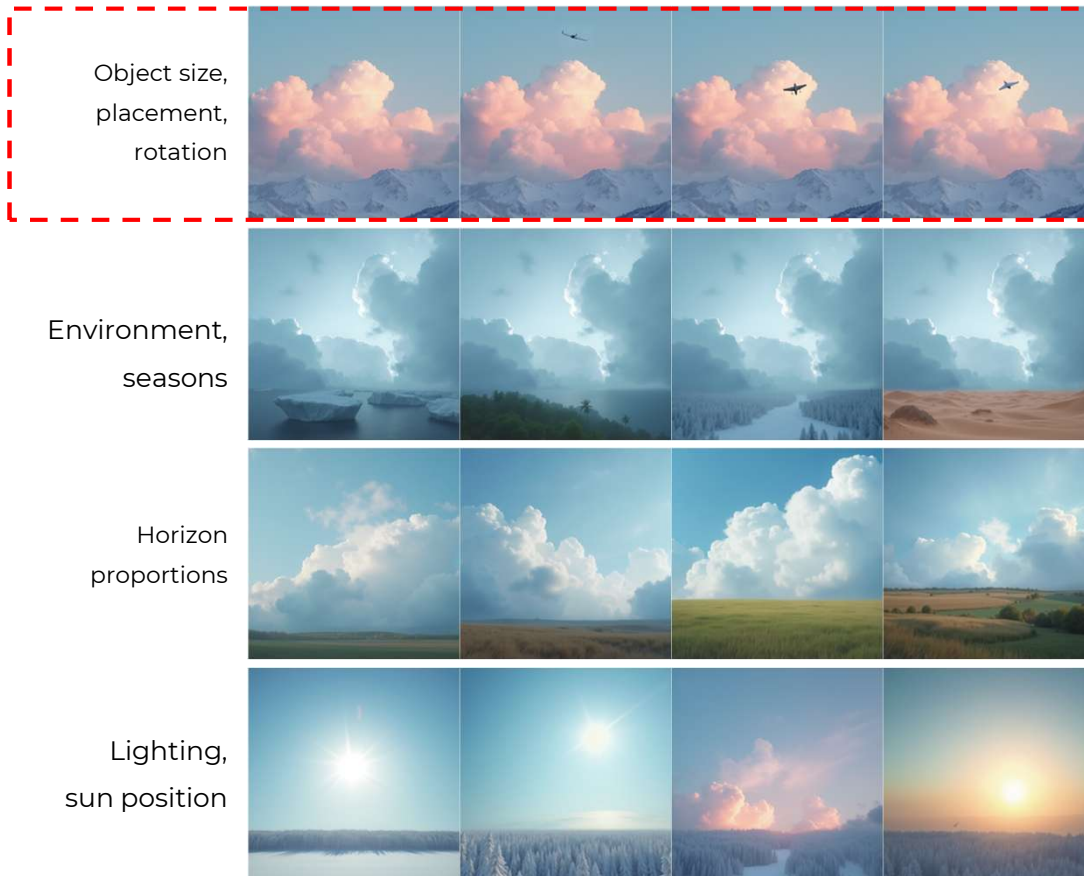 Object size,
placement,
rotation
Environment,
seasons
Horizon
proportions
Lighting,
sun position